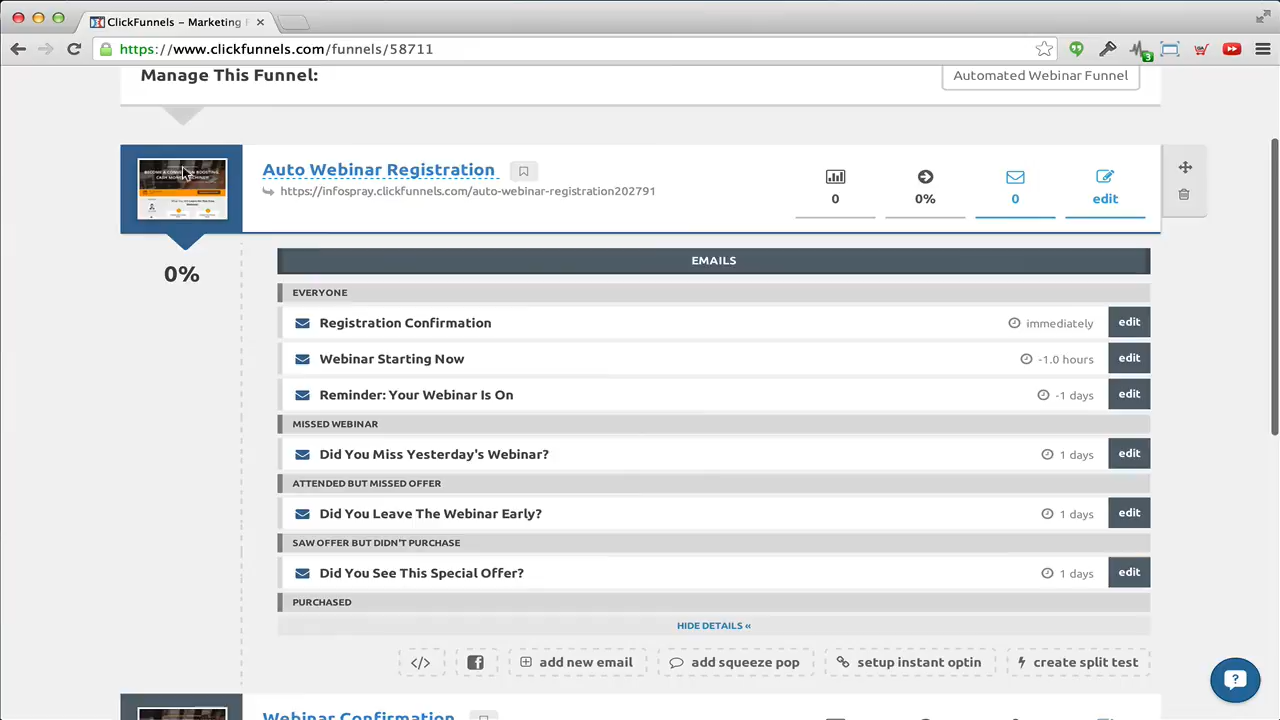 ClickFunnels – Marketing F
https://www.clickfunnels.com/funnels/58711
3
Manage This Funnel:
Automated Webinar Funnel
Auto Webinar Registration
https://infospray.clickfunnels.com/auto-webinar-registration202791
0
0%
0
edit
0%
EMAILS
EVERYONE
Registration Confirmation
immediately
edit
Webinar Starting Now
-1.0 hours
edit
Reminder: Your Webinar Is On
-1 days
edit
MISSED WEBINAR
Did You Miss Yesterday's Webinar?
1 days
edit
ATTENDED BUT MISSED OFFER
Did You Leave The Webinar Early?
1 days
edit
SAW OFFER BUT DIDN'T PURCHASE
Did You See This Special Offer?
1 days
edit
PURCHASED
HIDE DETAILS «
</>
add new email
add squeeze pop
setup instant optin
create split test
Webinar Confirmation